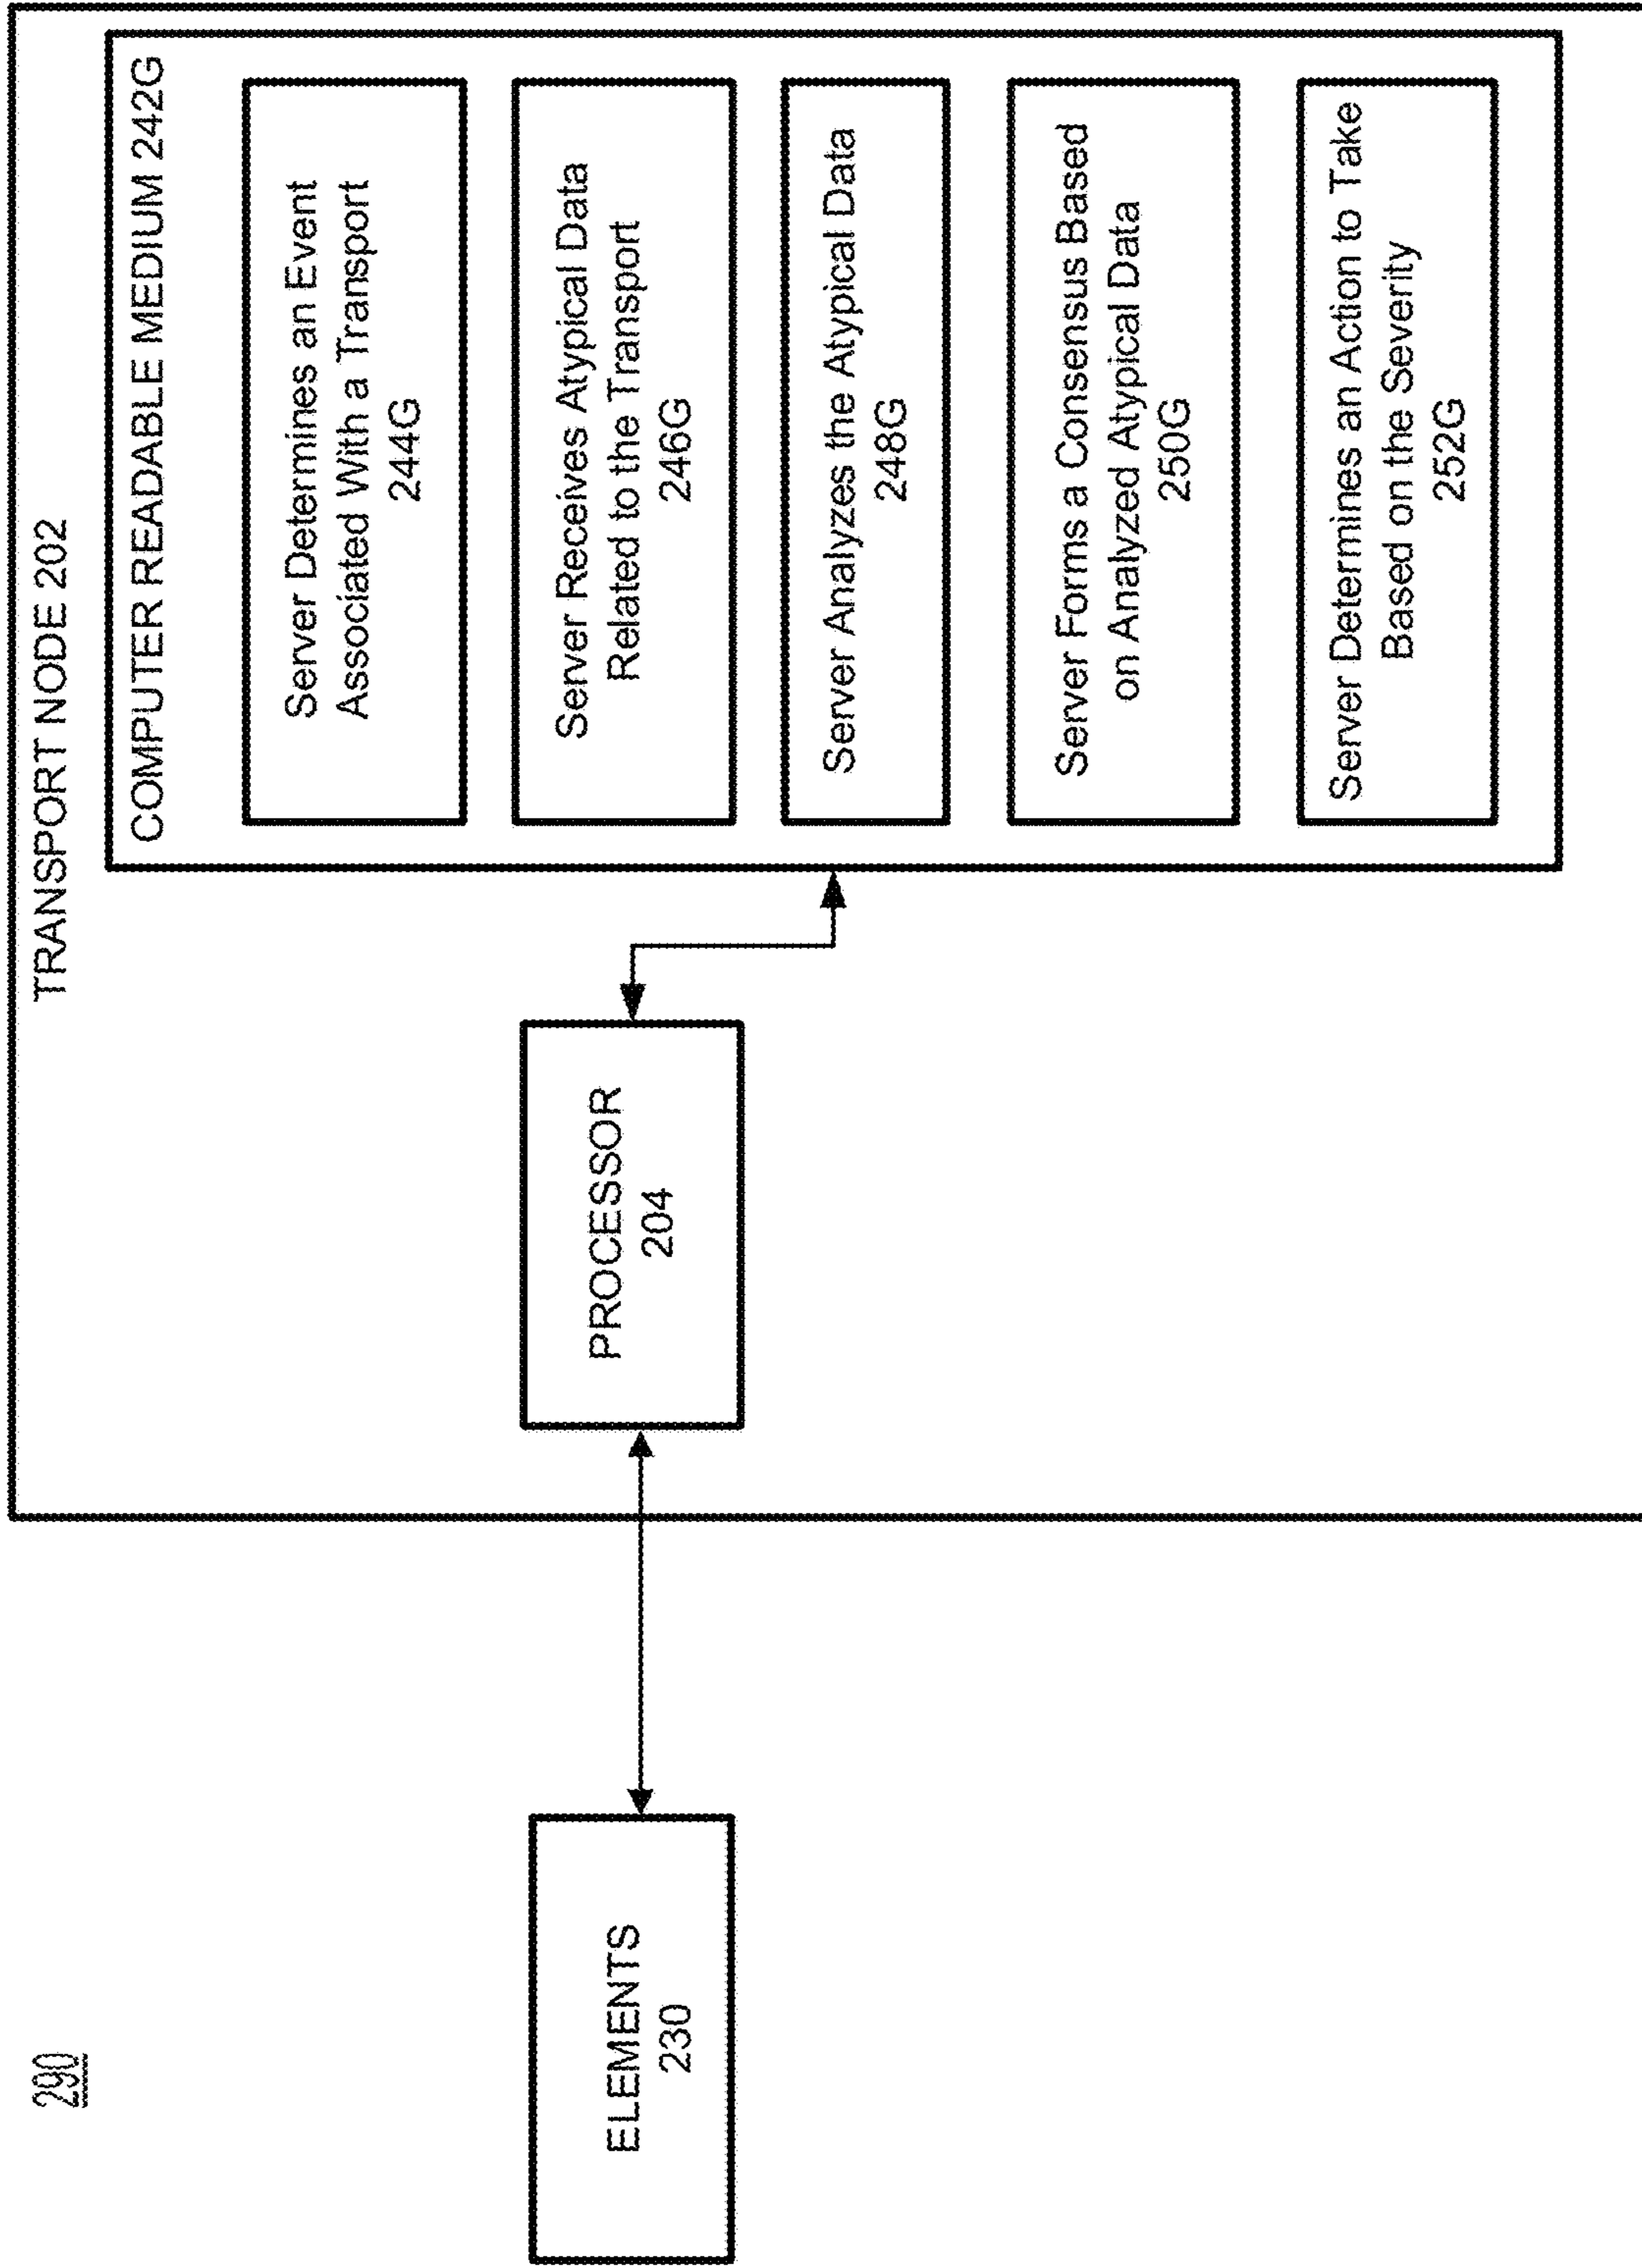 290
TRANSPORT NODE 202
COMPUTER READABLE MEDIUM 242G
Server Determines an Event
Associated With a Transport
244G
Server Receives Atypical Data
Related to the Transport
246G
Server Analyzes the Atypical Data
248G
Server Forms a Consensus Based
on Analyzed Atypical Data
250G
Server Determines an Action to Take
Based on the Severity
252G
PROCESSOR
204
ELEMENTS
230